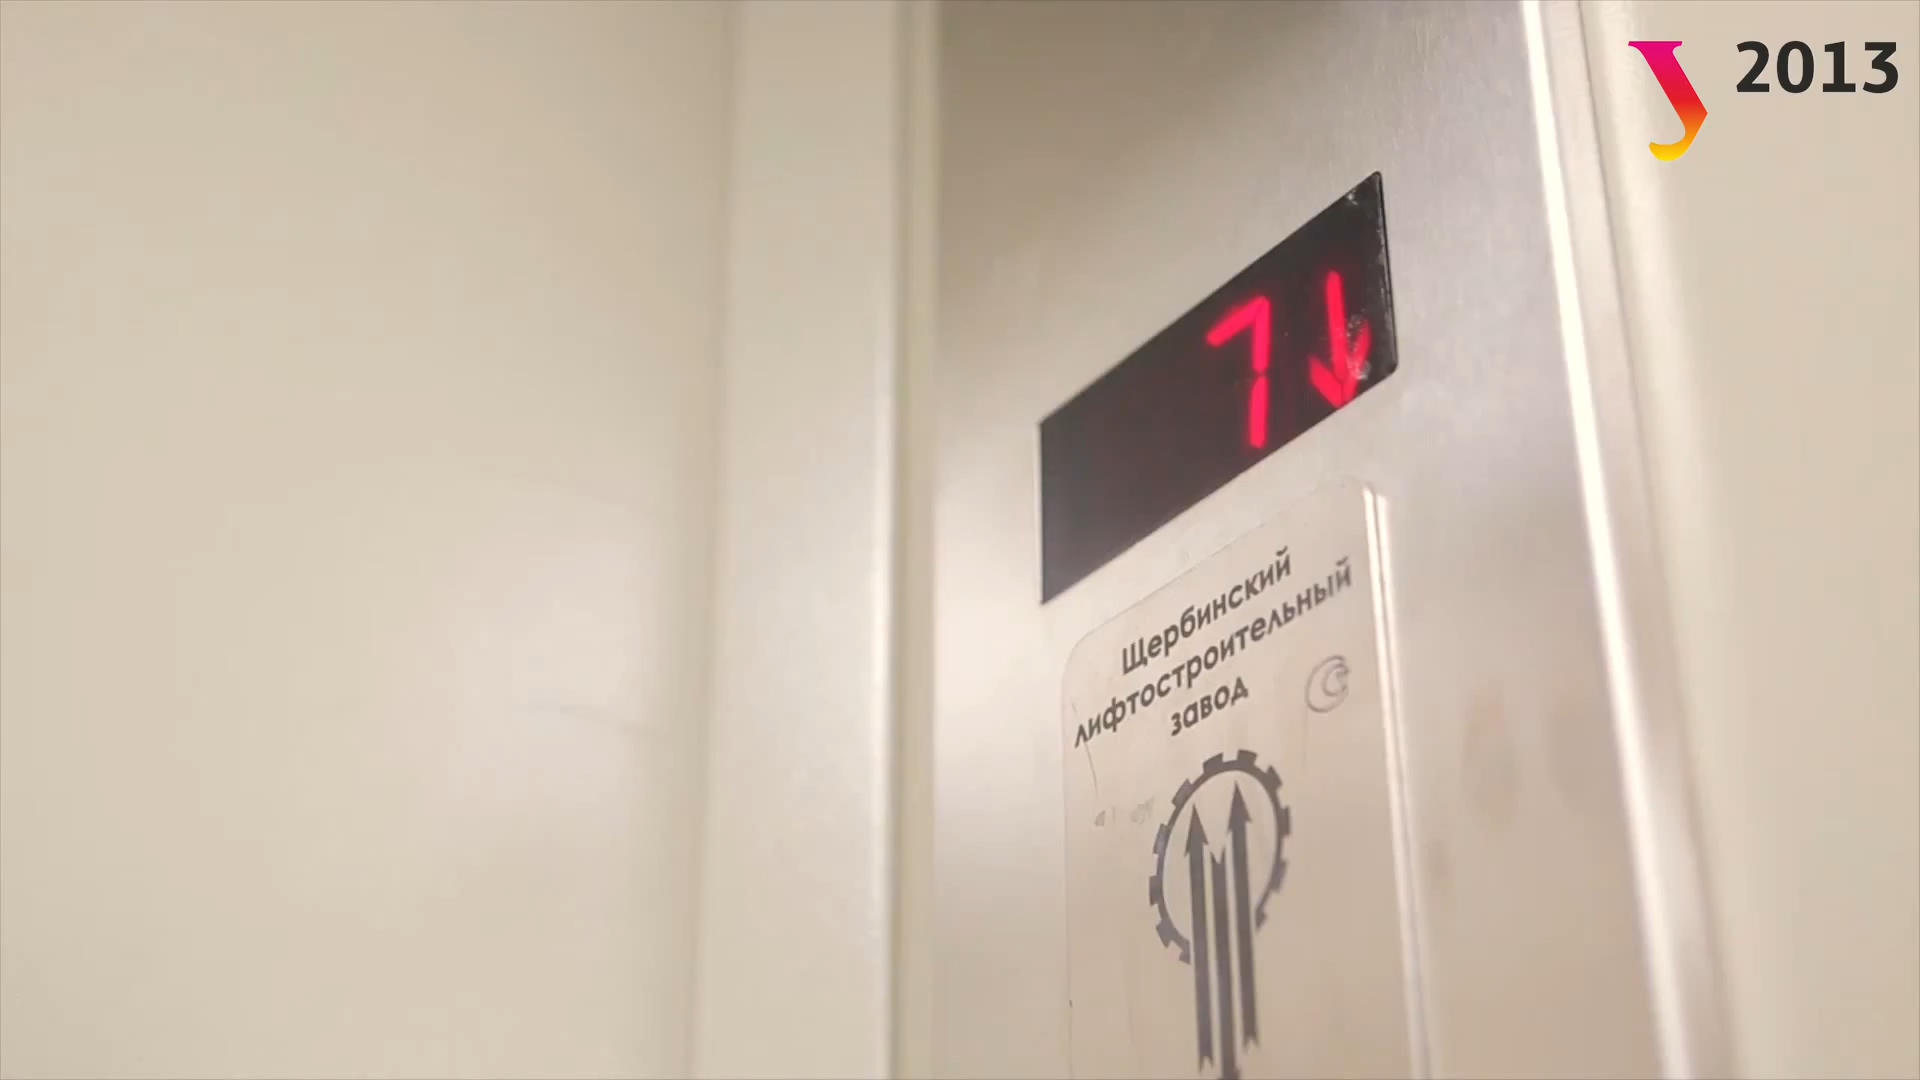 У 2013
7↓
Щербинский
лифтостроительный
завод